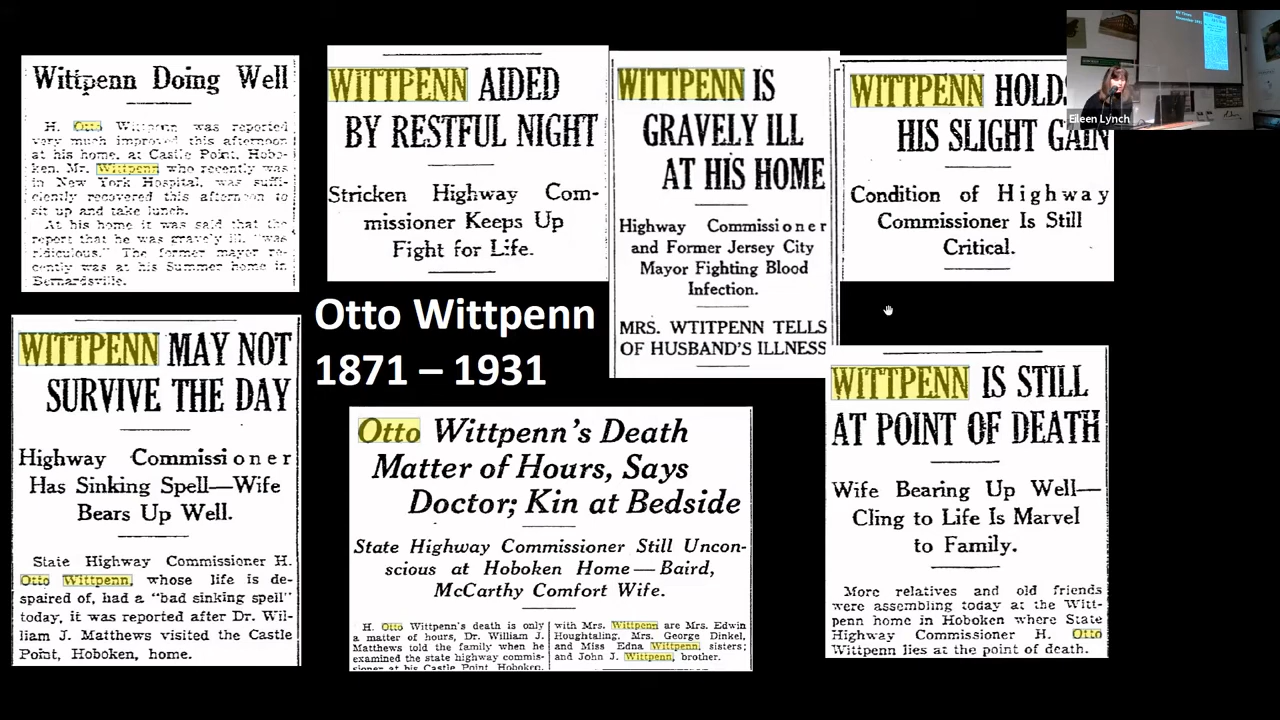 Wittpenn Doing Well
H. Otto Wittpenn was reported
very much improved this afternoon
at his home, at Castle Point, Hobo-
ken. Mr. Wittpenn who recently was
in New York Hospital, was suffi-
ciently recovered this afternoon to
sit up and take lunch.
At his home it was said that the
report that he was gravely ill, "was
ridiculous." The former mayor re-
cently was at his Summer home in
Bernardsville.
WITTPENN AIDED
BY RESTFUL NIGHT
Stricken Highway Com-
missioner Keeps Up
Fight for Life.
WITTPENN IS
GRAVELY ILL
AT HIS HOME
Highway Commissioner
and Former Jersey City
Mayor Fighting Blood
Infection.
MRS. WTITPENN TELLS
OF HUSBAND'S ILLNESS
WITTPENN HOLDS
HIS SLIGHT GAIN
Condition of Highway
Commissioner Is Still
Critical.
Eileen Lynch
Otto Wittpenn
1871 – 1931
WITTPENN MAY NOT
SURVIVE THE DAY
Highway Commissioner
Has Sinking Spell—Wife
Bears Up Well.
State Highway Commissioner H.
Otto Wittpenn, whose life is de-
spaired of, had a "bad sinking spell"
today, it was reported after Dr. Wil-
liam J. Matthews visited the Castle
Point, Hoboken, home.
Otto Wittpenn's Death
Matter of Hours, Says
Doctor; Kin at Bedside
State Highway Commissioner Still Uncon-
scious at Hoboken Home — Baird,
McCarthy Comfort Wife.
H. Otto Wittpenn's death is only
a matter of hours, Dr. William J.
Matthews told the family when he
examined the state highway commis-
sioner at his Castle Point, Hoboken,
with Mrs. Wittpenn are Mrs. Edwin
Houghtaling, Mrs. George Dinkel,
and Miss Edna Wittpenn, sisters;
and John J. Wittpenn, brother.
WITTPENN IS STILL
AT POINT OF DEATH
Wife Bearing Up Well—
Cling to Life Is Marvel
to Family.
More relatives and old friends
were assembling today at the Witt-
penn home in Hoboken where State
Highway Commissioner H. Otto
Wittpenn lies at the point of death.